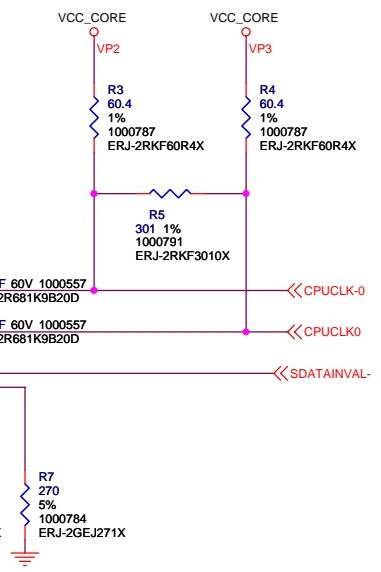 VCC_CORE
VCC_CORE
VP2
VP3
R3
60.4
1%
1000787
ERJ-2RKF60R4X
R4
60.4
1%
1000787
ERJ-2RKF60R4X
R5
301 1%
1000791
ERJ-2RKF3010X
F 60V 1000557
2R681K9B20D
CPUCLK-0
F 60V 1000557
2R681K9B20D
CPUCLK0
SDATAINVAL-
R7
270
5%
1000784
ERJ-2GEJ271X